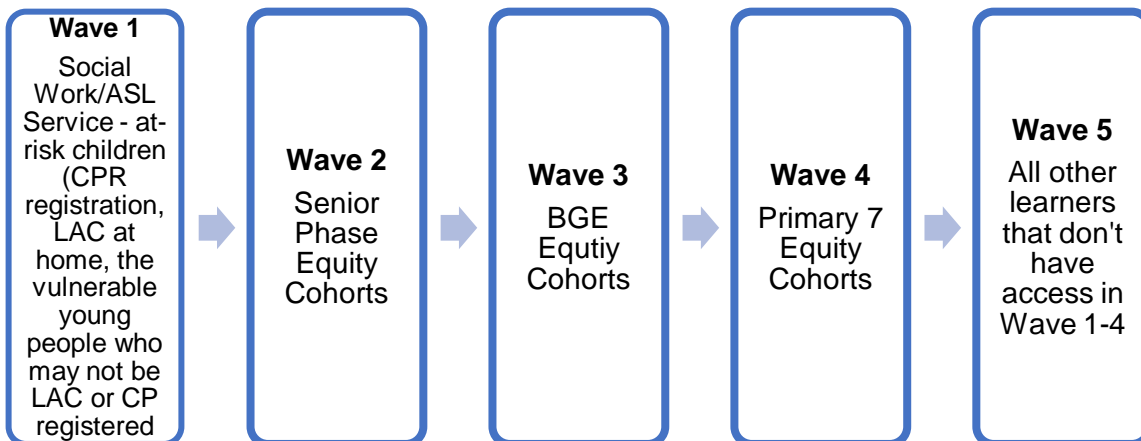 Wave 1
Social
Work/ASL
Service - at-
risk children
(CPR
registration,
LAC at
home, the
vulnerable
young
people who
may not be
LAC or CP
registered
Wave 2
Senior
Phase
Equity
Cohorts
Wave 3
BGE
Equtiy
Cohorts
Wave 4
Primary 7
Equity
Cohorts
Wave 5
All other
learners
that don't
have
access in
Wave 1-4